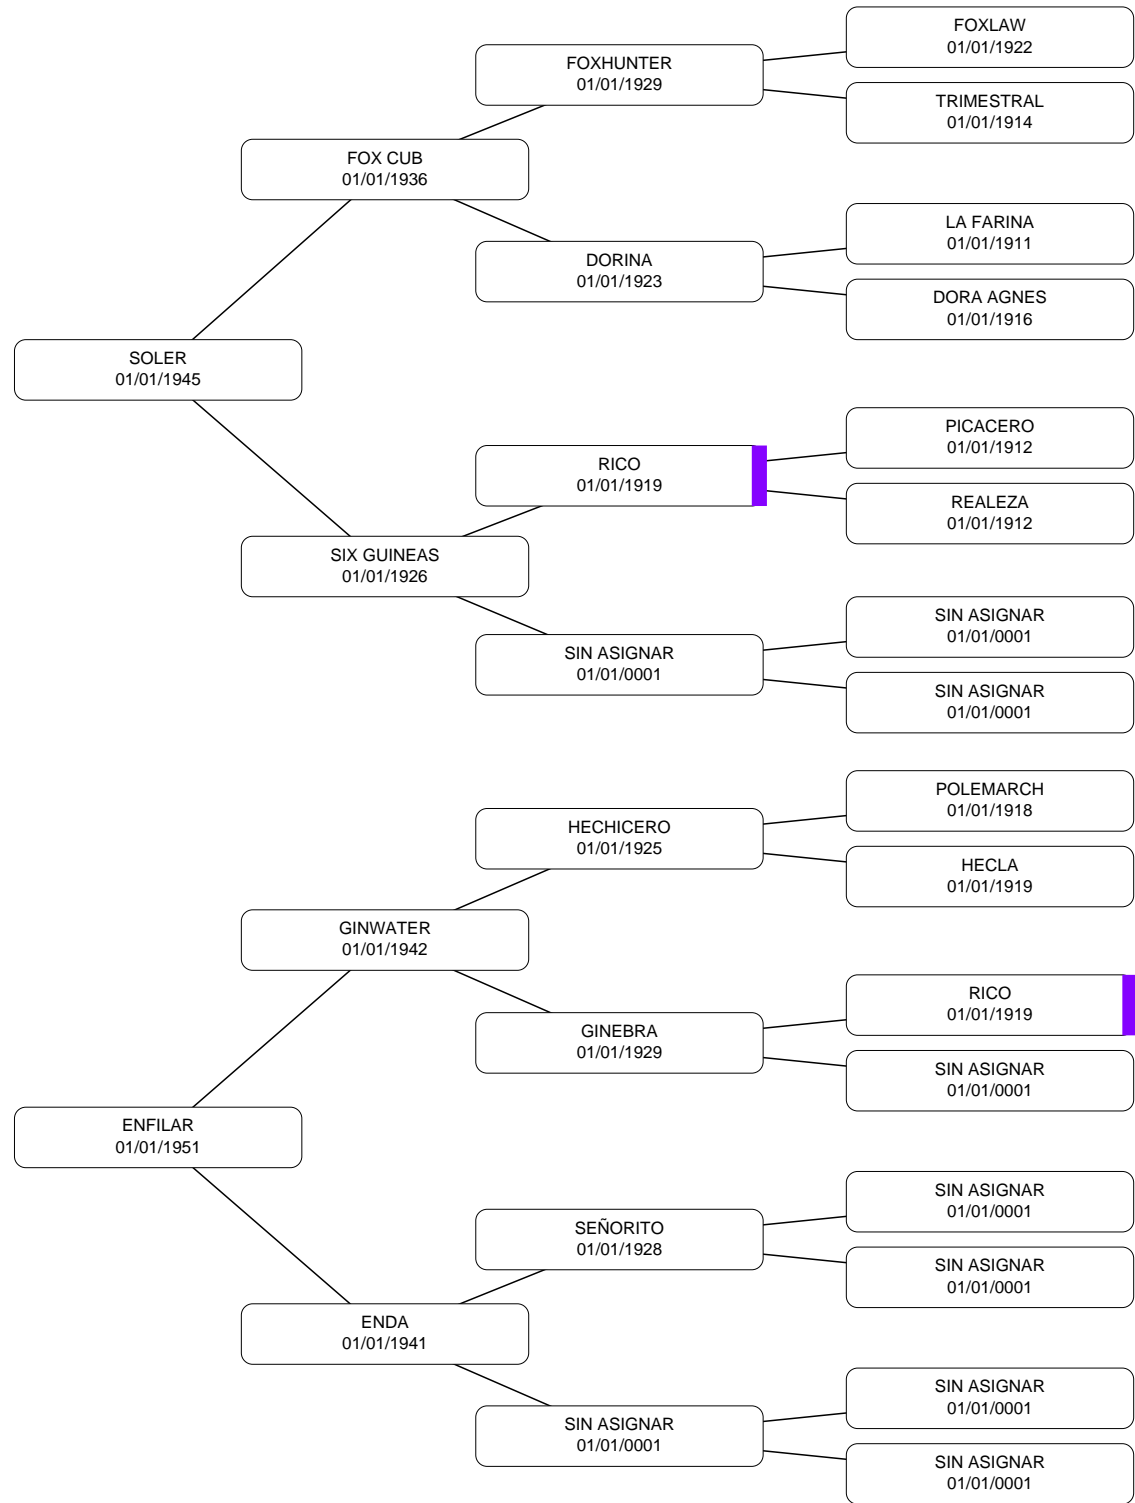 FOXLAW
01/01/1922
FOXHUNTER
01/01/1929
TRIMESTRAL
01/01/1914
FOX CUB
01/01/1936
LA FARINA
01/01/1911
DORINA
01/01/1923
DORA AGNES
01/01/1916
SOLER
01/01/1945
PICACERO
01/01/1912
RICO
01/01/1919
REALEZA
01/01/1912
SIX GUINEAS
01/01/1926
SIN ASIGNAR
01/01/0001
SIN ASIGNAR
01/01/0001
SIN ASIGNAR
01/01/0001
POLEMARCH
01/01/1918
HECHICERO
01/01/1925
HECLA
01/01/1919
GINWATER
01/01/1942
RICO
01/01/1919
GINEBRA
01/01/1929
SIN ASIGNAR
01/01/0001
ENFILAR
01/01/1951
SIN ASIGNAR
01/01/0001
SEÑORITO
01/01/1928
SIN ASIGNAR
01/01/0001
ENDA
01/01/1941
SIN ASIGNAR
01/01/0001
SIN ASIGNAR
01/01/0001
SIN ASIGNAR
01/01/0001